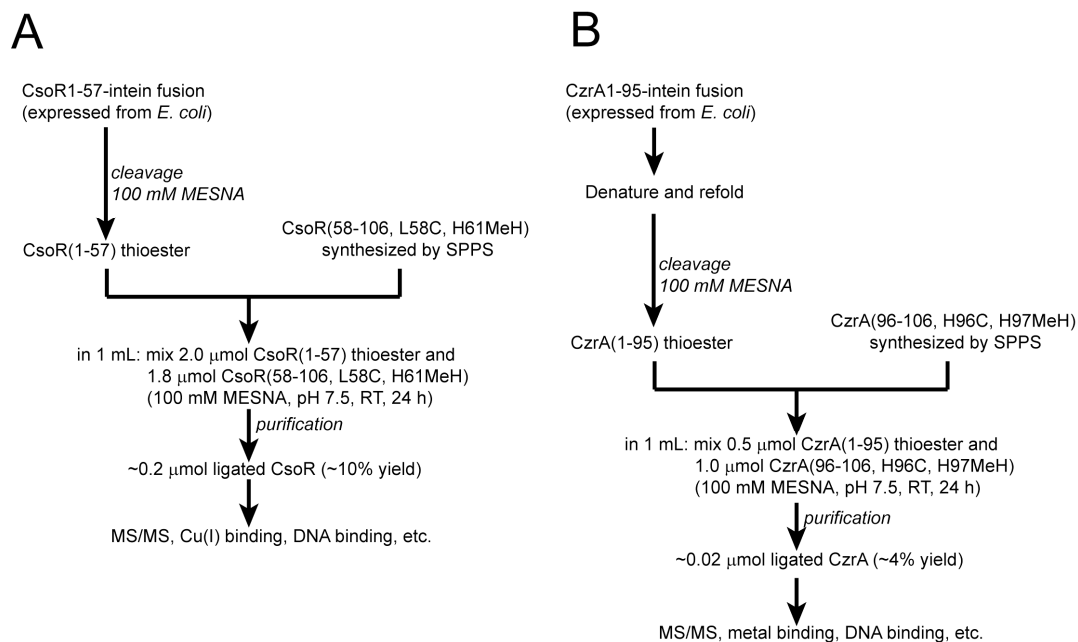 A
CsoR1-57-intein fusion
(expressed from E. coli)
cleavage
100 mM MESNA
CsoR(1-57) thioester
CsoR(58-106, L58C, H61MeH)
synthesized by SPPS
in 1 mL: mix 2.0 μmol CsoR(1-57) thioester and
1.8 μmol CsoR(58-106, L58C, H61MeH)
(100 mM MESNA, pH 7.5, RT, 24 h)
purification
~0.2 μmol ligated CsoR (~10% yield)
MS/MS, Cu(I) binding, DNA binding, etc.
B
CzrA1-95-intein fusion
(expressed from E. coli)
Denature and refold
cleavage
100 mM MESNA
CzrA(1-95) thioester
CzrA(96-106, H96C, H97MeH)
synthesized by SPPS
in 1 mL: mix 0.5 μmol CzrA(1-95) thioester and
1.0 μmol CzrA(96-106, H96C, H97MeH)
(100 mM MESNA, pH 7.5, RT, 24 h)
purification
~0.02 μmol ligated CzrA (~4% yield)
MS/MS, metal binding, DNA binding, etc.